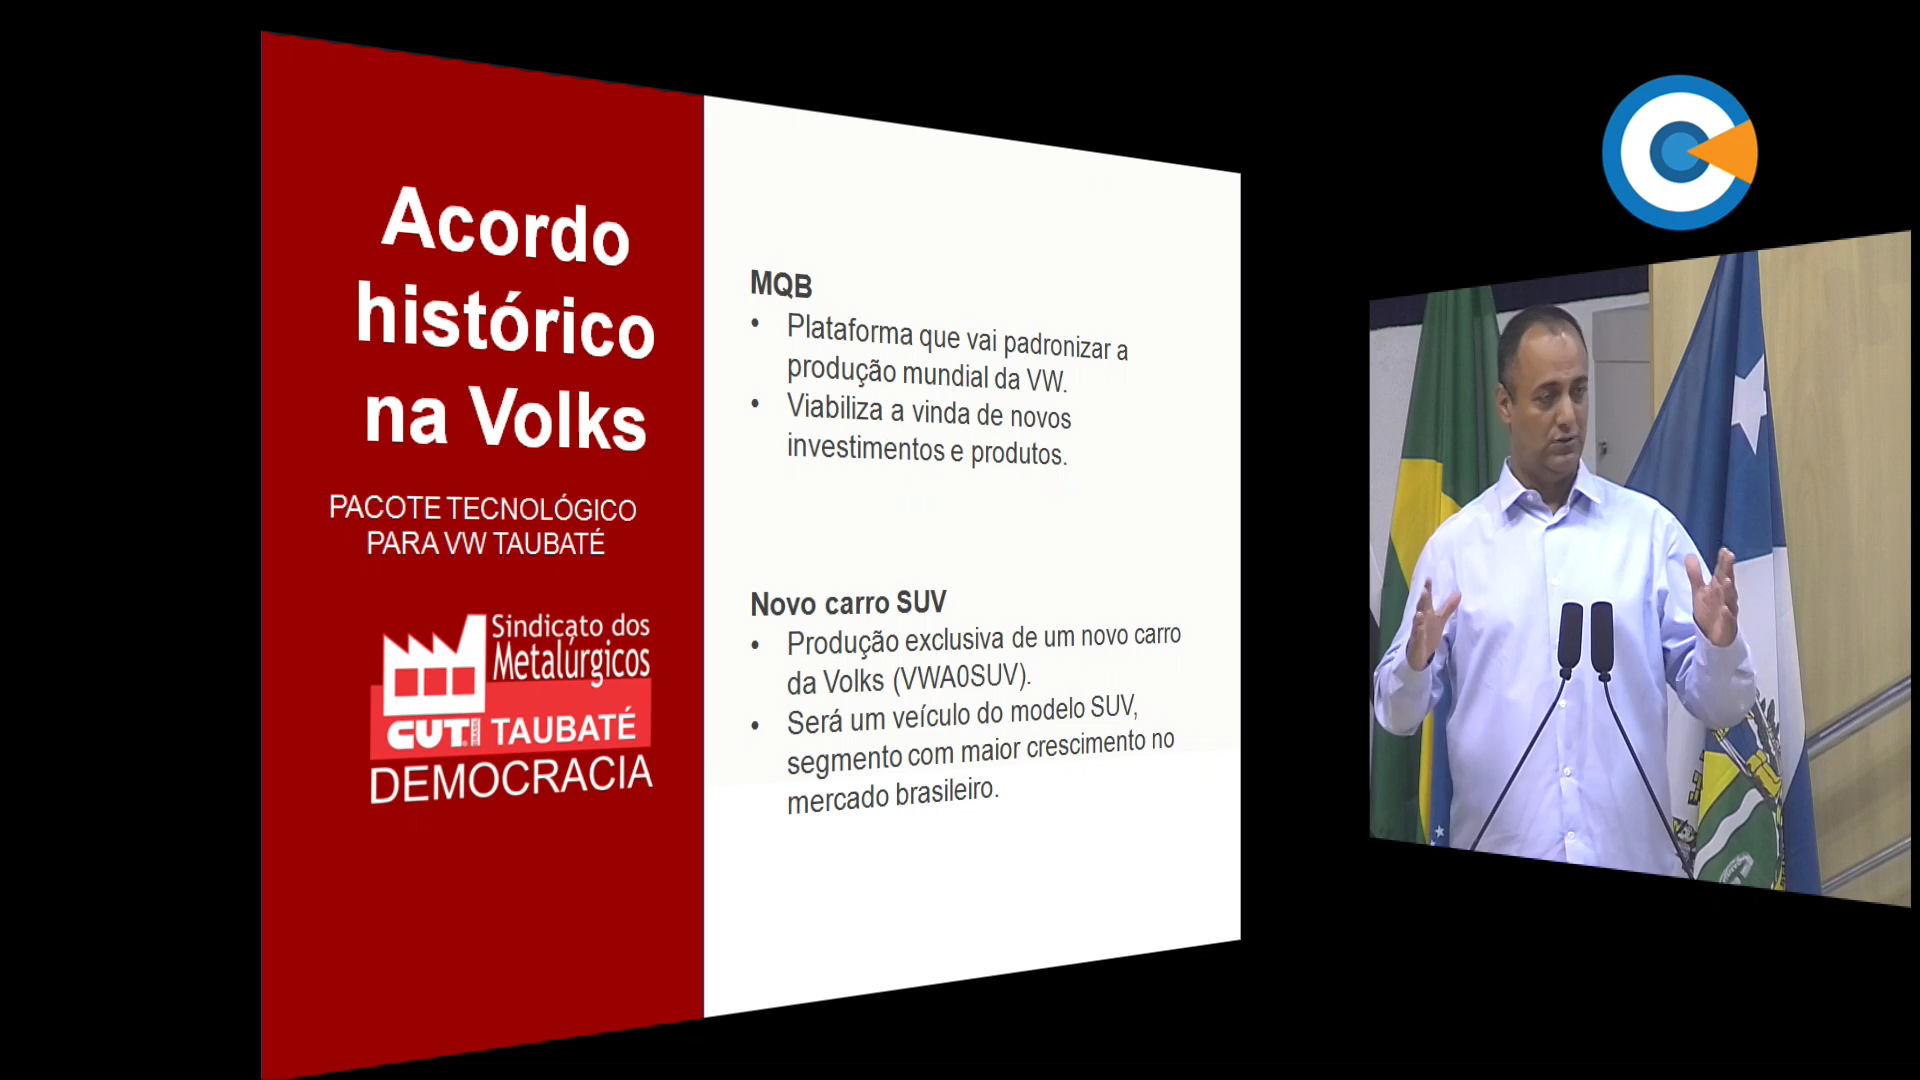 Acordo
histórico
na Volks
PACOTE TECNOLÓGICO
PARA VW TAUBATÉ
Sindicato dos
Metalúrgicos
CUT TAUBATÉ
DEMOCRACIA
MQB
• Plataforma que vai padronizar a
produção mundial da VW.
• Viabiliza a vinda de novos
investimentos e produtos.
Novo carro SUV
• Produção exclusiva de um novo carro
da Volks (VWA0SUV).
• Será um veículo do modelo SUV,
segmento com maior crescimento no
mercado brasileiro.